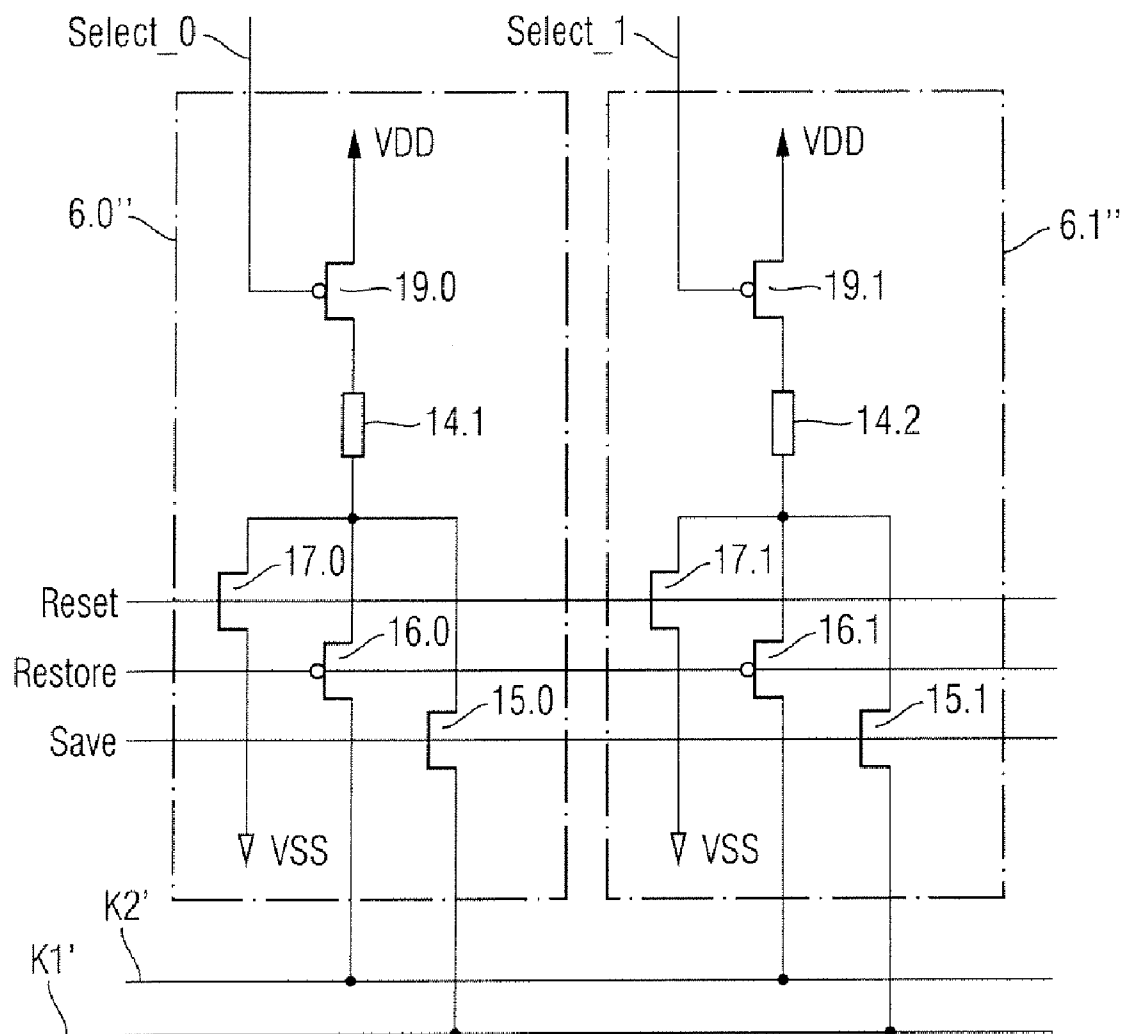 Select_0 Select_1
VDD VDD
6.0'' 6.1''
19.0 19.1
14.1 14.2
17.0 17.1
Reset
16.0 16.1
Restore
15.0 15.1
Save
VSS VSS
K2'
K1'